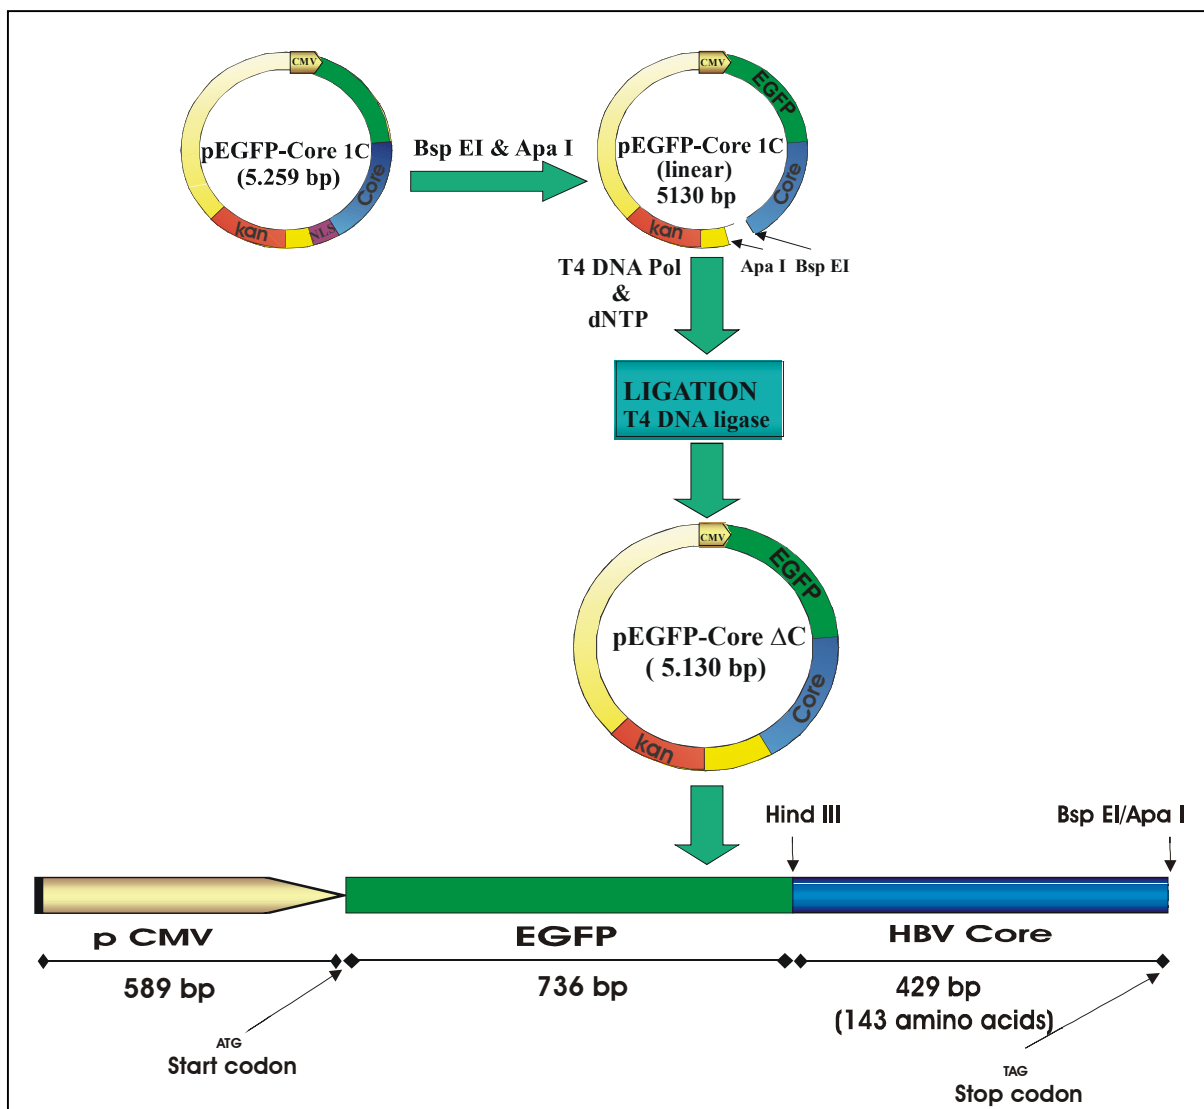 CMV
pEGFP-Core 1C
(5.259 bp)
Core
NLS
kan
Bsp EI & Apa I
CMV
EGFP
pEGFP-Core 1C
(linear)
5130 bp
Core
kan
Apa I Bsp EI
T4 DNA Pol
&
dNTP
LIGATION
T4 DNA ligase
CMV
EGFP
pEGFP-Core ΔC
( 5.130 bp)
Core
kan
Hind III
Bsp EI/Apa I
p CMV
EGFP
HBV Core
589 bp
736 bp
429 bp
(143 amino acids)
ATG
Start codon
TAG
Stop codon